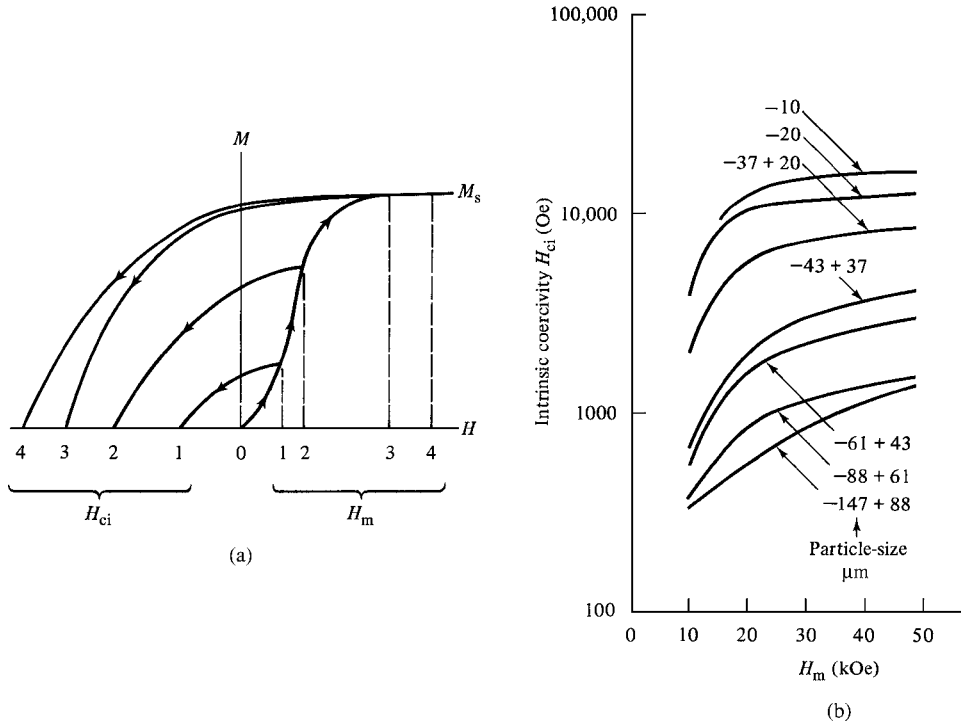 M
M_s
H
4 3 2 1 0 1 2 3 4
H_ci H_m
(a)
100,000
10,000
1000
100
Intrinsic coercivity H_ci (Oe)
−10
−20
−37 + 20
−43 + 37
−61 + 43
−88 + 61
−147 + 88
Particle-size
μm
0 10 20 30 40 50
H_m (kOe)
(b)